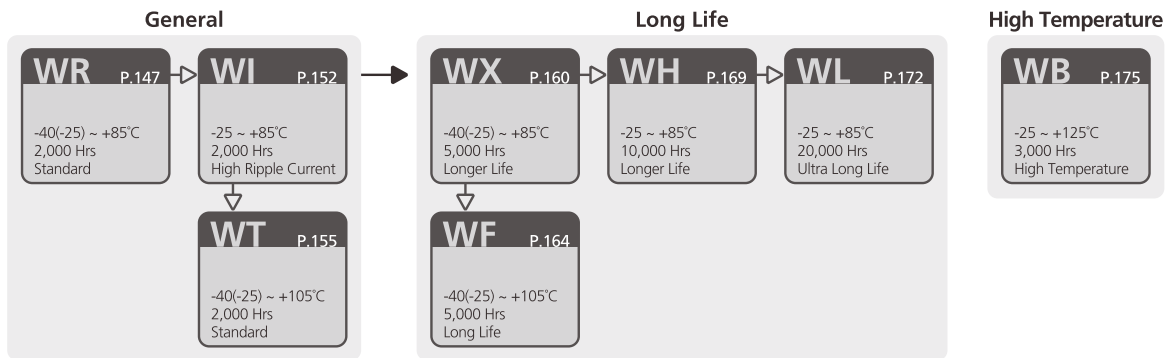 General
WR P.147
-40(-25) ~ +85°C
2,000 Hrs
Standard
WI P.152
-25 ~ +85°C
2,000 Hrs
High Ripple Current
WT P.155
-40(-25) ~ +105°C
2,000 Hrs
Standard
Long Life
WX P.160
-40(-25) ~ +85°C
5,000 Hrs
Longer Life
WH P.169
-25 ~ +85°C
10,000 Hrs
Longer Life
WL P.172
-25 ~ +85°C
20,000 Hrs
Ultra Long Life
WF P.164
-40(-25) ~ +105°C
5,000 Hrs
Long Life
High Temperature
WB P.175
-25 ~ +125°C
3,000 Hrs
High Temperature